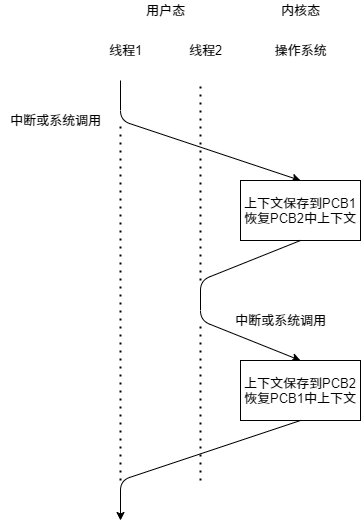 用户态 内核态
线程1 线程2 操作系统
中断或系统调用
上下文保存到PCB1
恢复PCB2中上下文
中断或系统调用
上下文保存到PCB2
恢复PCB1中上下文